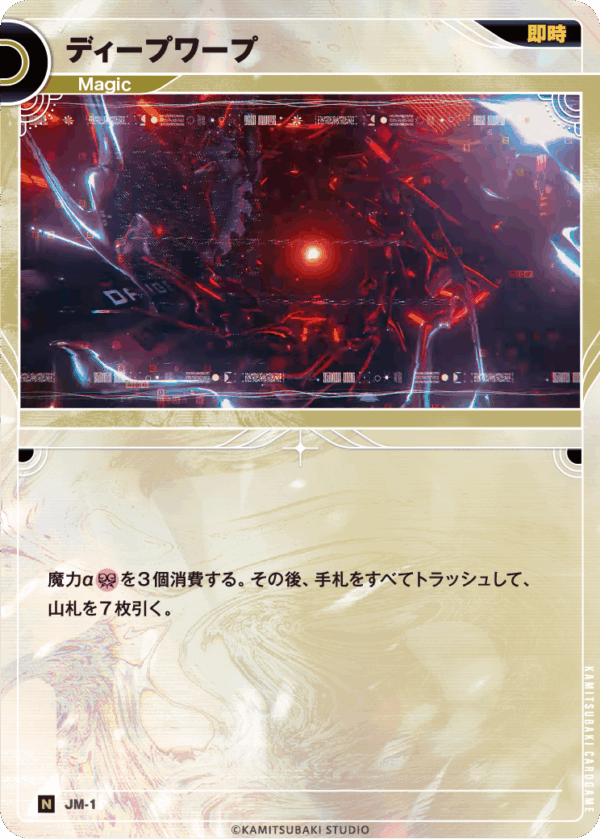 ディープワープ
即時
Magic
魔力α を3個消費する。その後、手札をすべてトラッシュして、
山札を7枚引く。
KAMITSUBAKI CARDGAME
N JM-1
©KAMITSUBAKI STUDIO